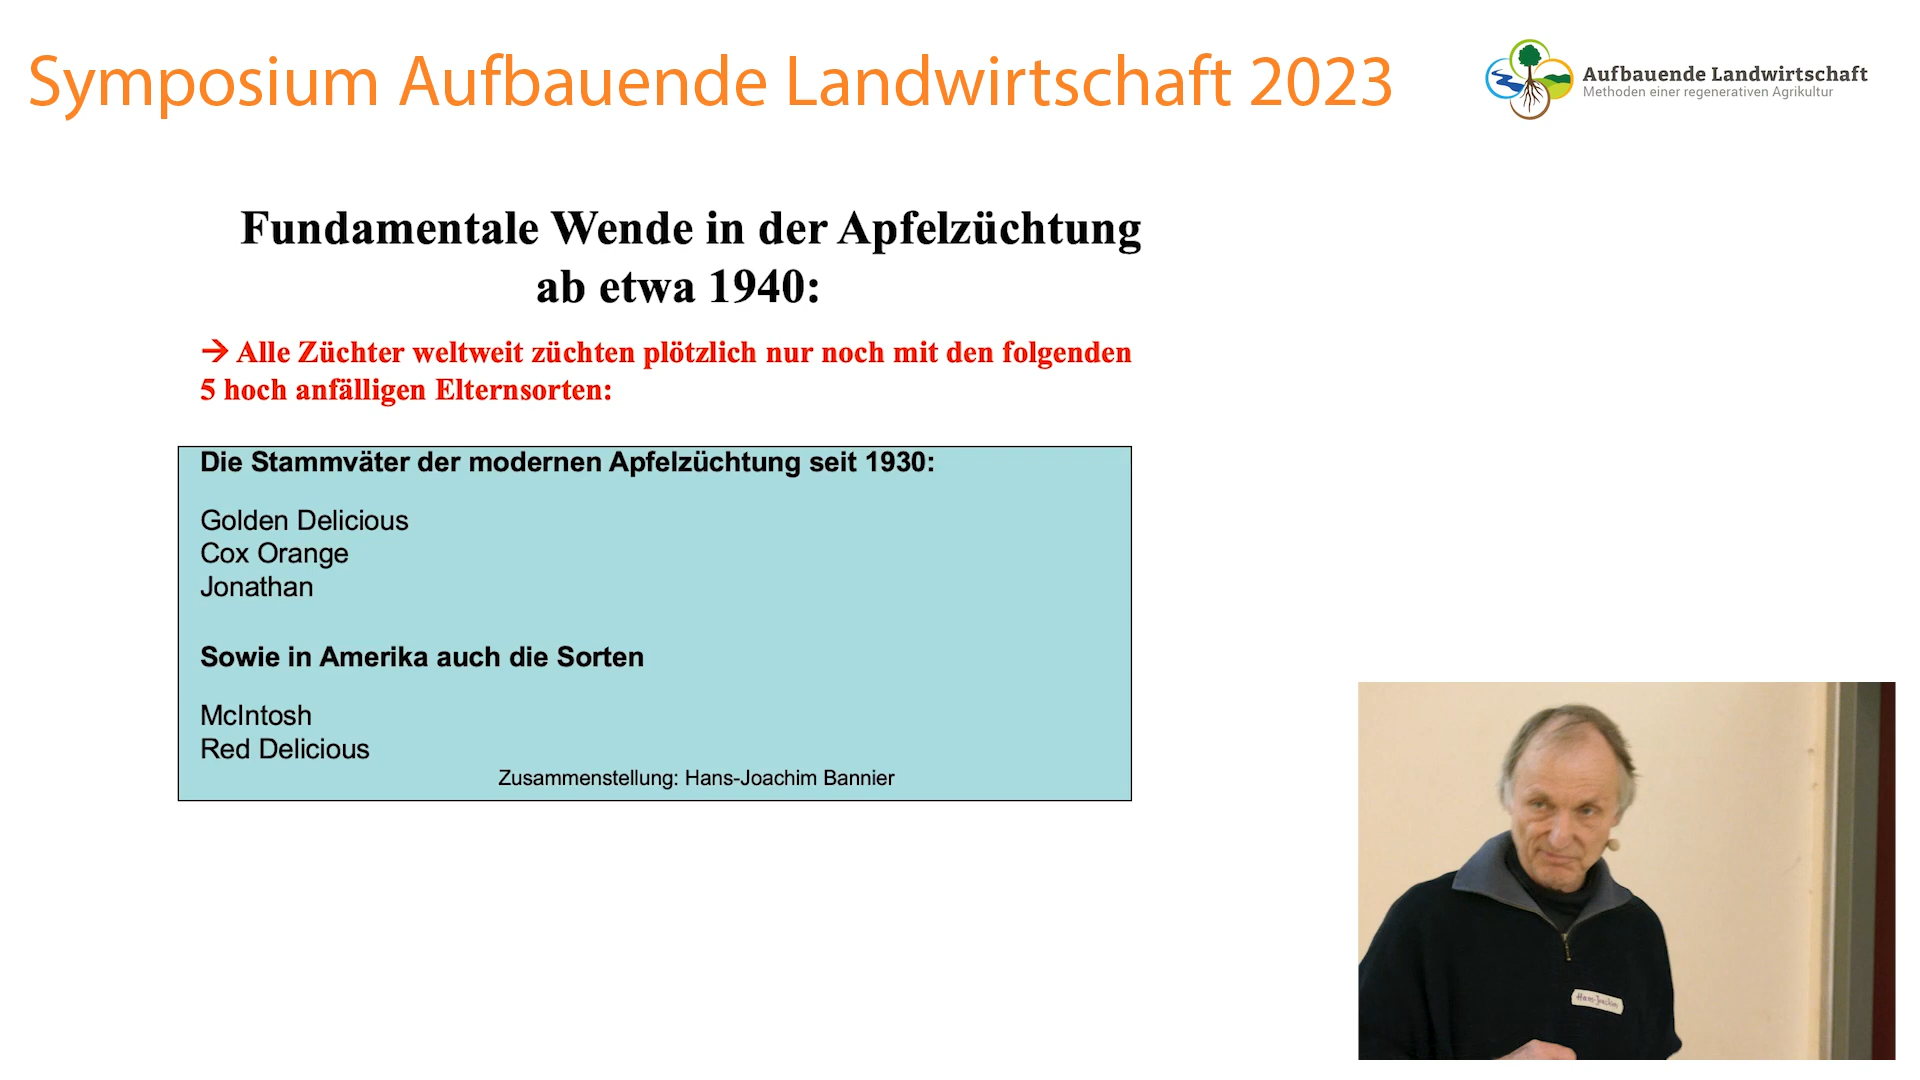 Symposium Aufbauende Landwirtschaft 2023
Aufbauende Landwirtschaft
Methoden einer regenerativen Agrikultur
Fundamentale Wende in der Apfelzüchtung
ab etwa 1940:
→ Alle Züchter weltweit züchten plötzlich nur noch mit den folgenden
5 hoch anfälligen Elternsorten:
Die Stammväter der modernen Apfelzüchtung seit 1930:
Golden Delicious
Cox Orange
Jonathan
Sowie in Amerika auch die Sorten
McIntosh
Red Delicious
Zusammenstellung: Hans-Joachim Bannier
Hans-Joachim